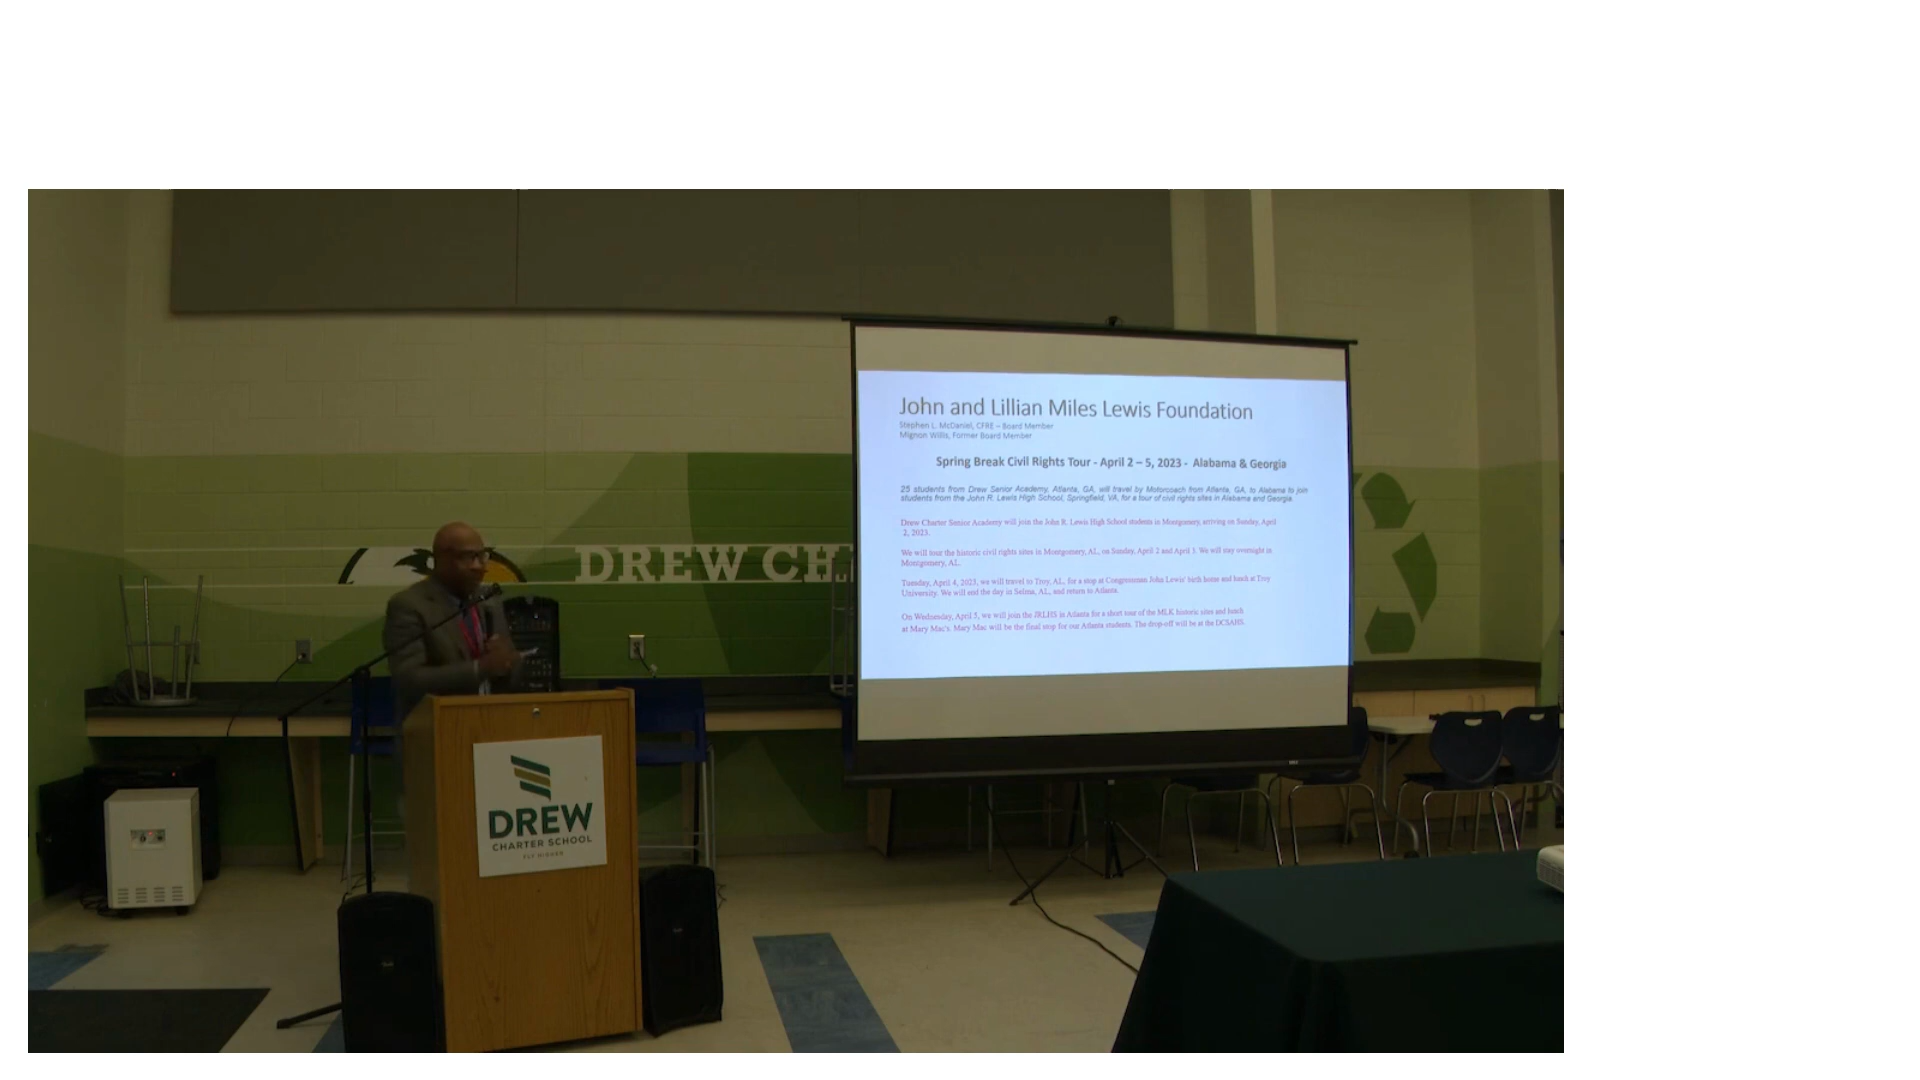 John and Lillian Miles Lewis Foundation
Stephen L. McDaniel, CFRE – Board Member
Mignon Willis, Former Board Member
Spring Break Civil Rights Tour - April 2 – 5, 2023 - Alabama & Georgia
25 students from Drew Senior Academy, Atlanta, GA, will travel by Motorcoach from Atlanta, GA, to Alabama to join
students from the John R. Lewis High School, Springfield, VA, for a tour of civil rights sites in Alabama and Georgia.
Drew Charter Senior Academy will join the John R. Lewis High School students in Montgomery, arriving on Sunday, April
2, 2023.
We will tour the historic civil rights sites in Montgomery, AL, on Sunday, April 2 and April 3. We will stay overnight in
Montgomery, AL.
Tuesday, April 4, 2023, we will travel to Troy, AL, for a stop at Congressman John Lewis' birth home and lunch at Troy
University. We will end the day in Selma, AL, and return to Atlanta.
On Wednesday, April 5, we will join the JRLHS in Atlanta for a short tour of the MLK historic sites and lunch
at Mary Mac's. Mary Mac will be the final stop for our Atlanta students. The drop-off will be at the DCSAHS.
DREW CH
DREW
CHARTER SCHOOL
FLY HIGHER